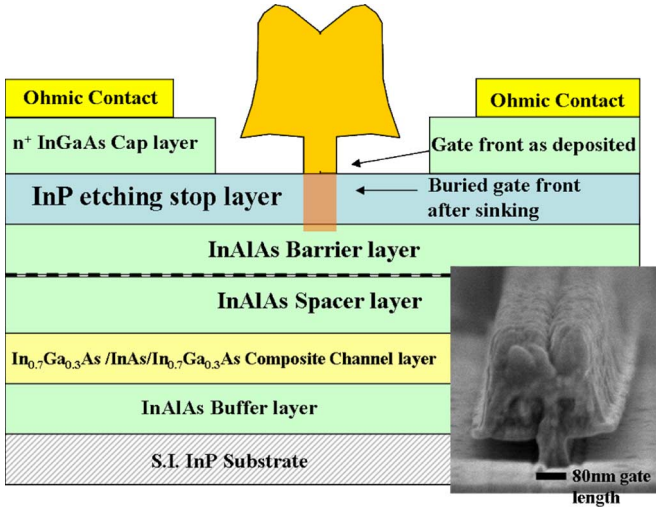 Ohmic Contact
Ohmic Contact
n⁺ InGaAs Cap layer
Gate front as deposited
InP etching stop layer
Buried gate front
after sinking
InAlAs Barrier layer
InAlAs Spacer layer
In₀.₇Ga₀.₃As /InAs/In₀.₇Ga₀.₃As Composite Channel layer
InAlAs Buffer layer
S.I. InP Substrate
80nm gate
length